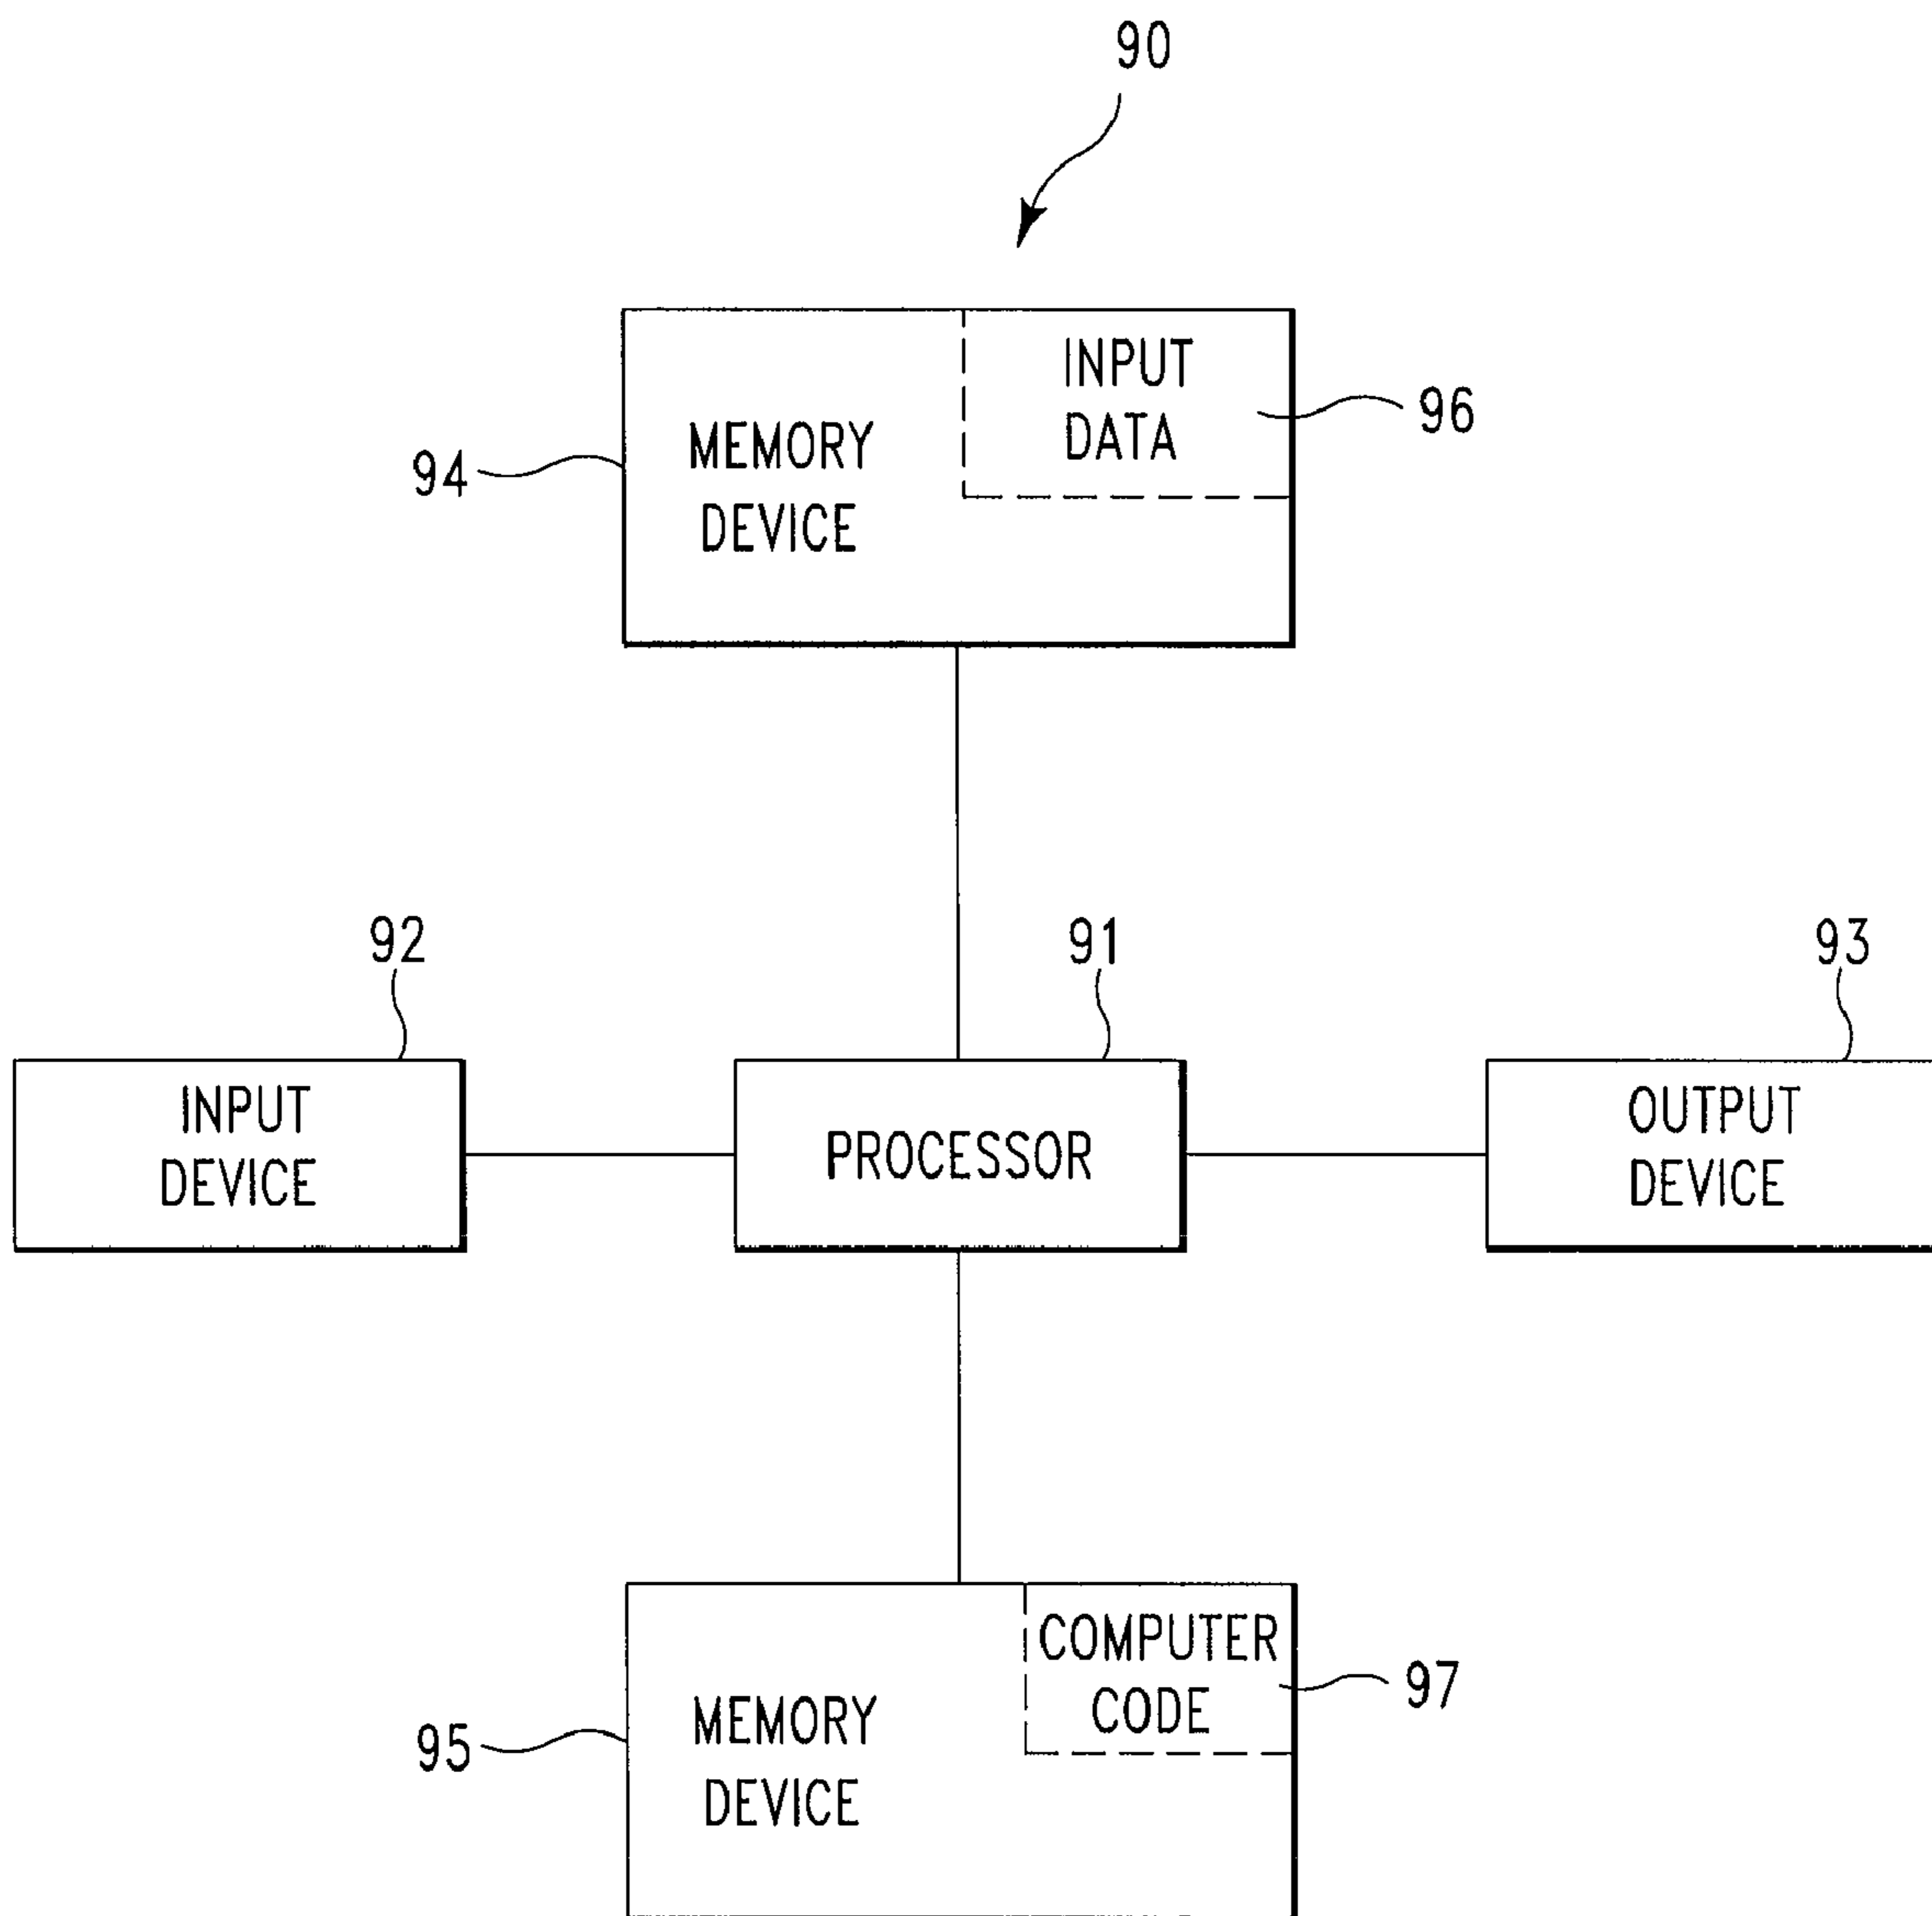 90
INPUT
DATA
96
MEMORY
DEVICE
94
92
91
93
INPUT
DEVICE
PROCESSOR
OUTPUT
DEVICE
COMPUTER
CODE
97
MEMORY
DEVICE
95